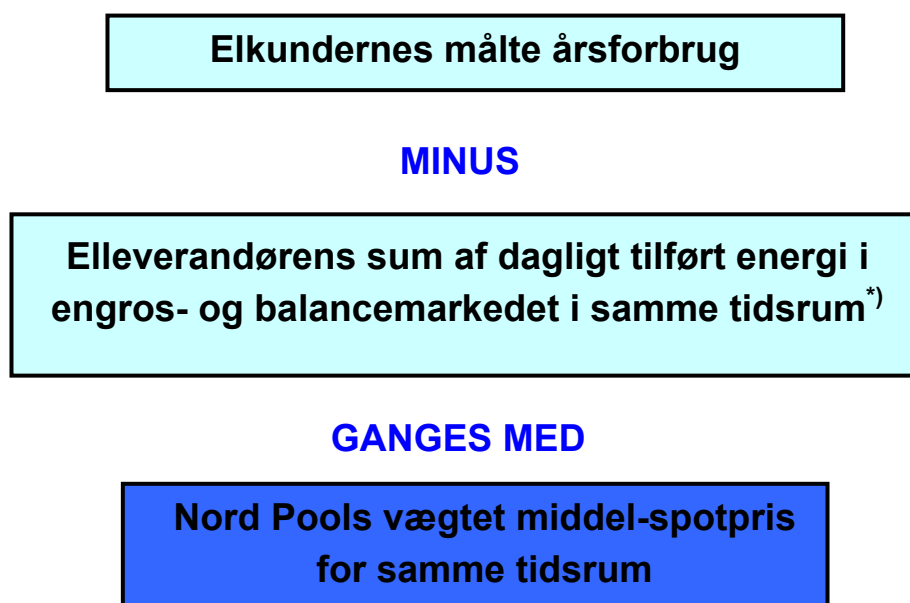 Elkundernes målte årsforbrug
MINUS
Elleverandørens sum af dagligt tilført energi i
engros- og balancemarkedet i samme tidsrum*)
GANGES MED
Nord Pools vægtet middel-spotpris
for samme tidsrum